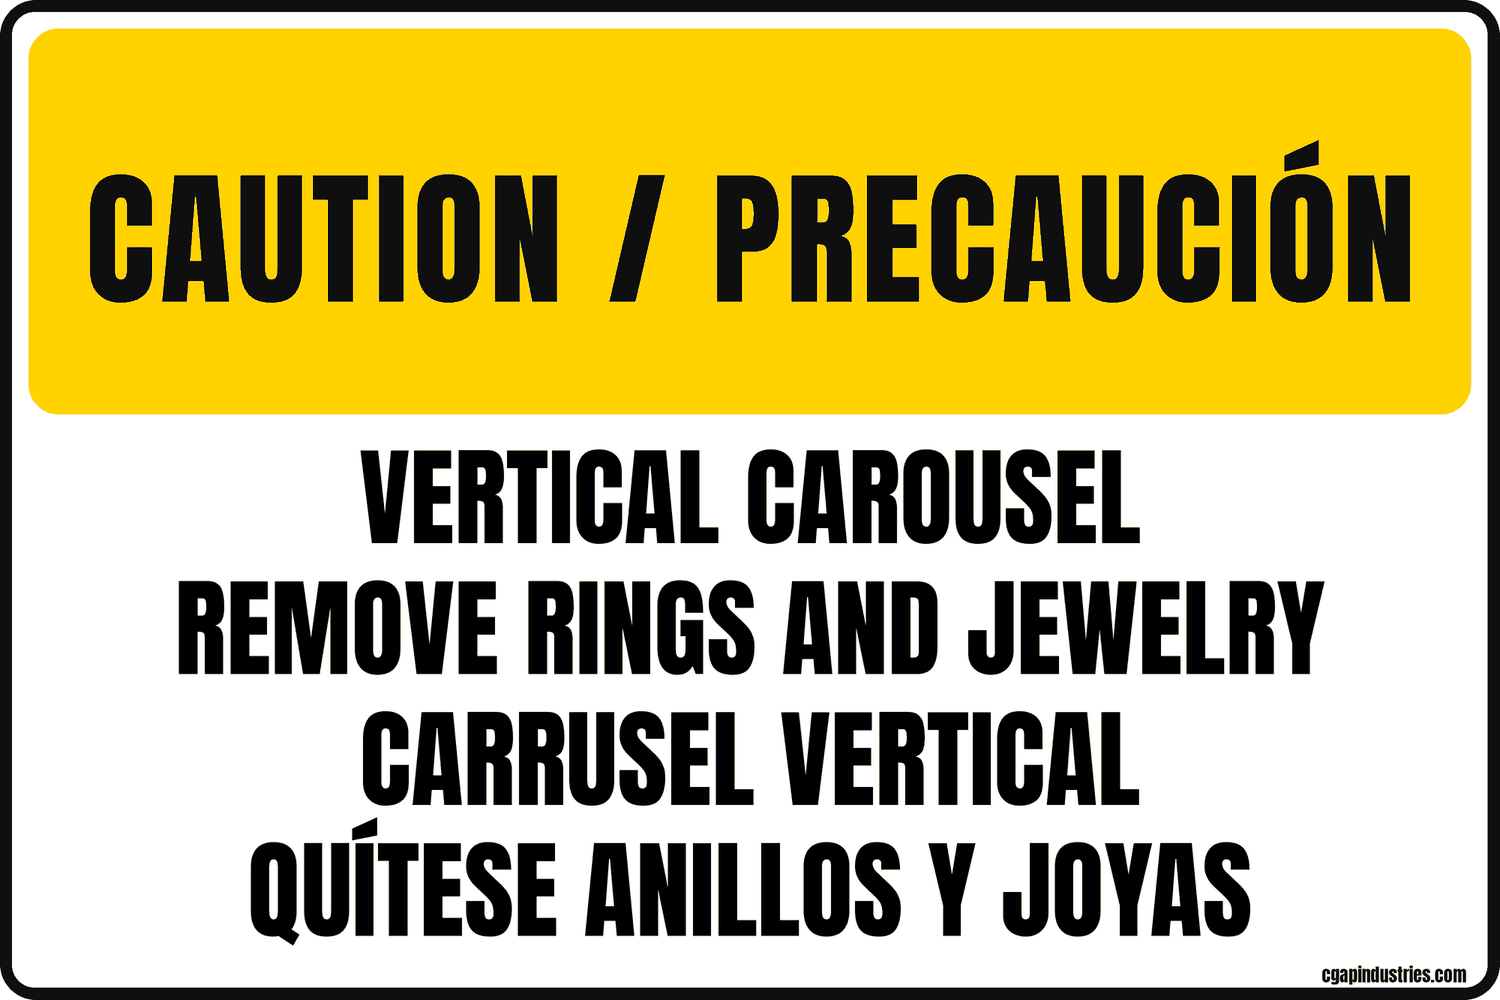 CAUTION / PRECAUCIÓN
VERTICAL CAROUSEL
REMOVE RINGS AND JEWELRY
CARRUSEL VERTICAL
QUÍTESE ANILLOS Y JOYAS
cgapindustries.com